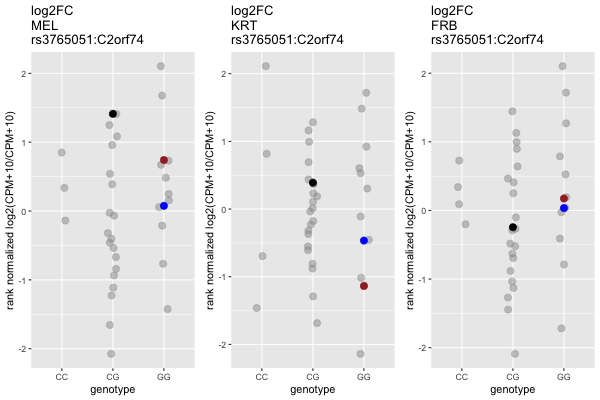 log2FC
MEL
rs3765051:C2orf74
rank normalized log2(CPM+10/CPM+10)
2
1
0
-1
-2
CC
CG
GG
genotype
log2FC
KRT
rs3765051:C2orf74
rank normalized log2(CPM+10/CPM+10)
2
1
0
-1
-2
CC
CG
GG
genotype
log2FC
FRB
rs3765051:C2orf74
rank normalized log2(CPM+10/CPM+10)
2
1
0
-1
-2
CC
CG
GG
genotype